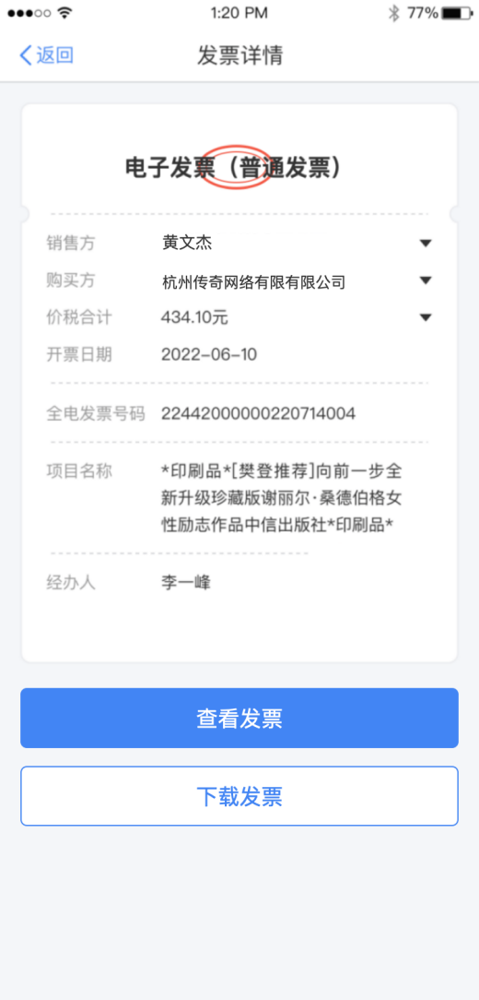 1:20 PM
77%
返回
发票详情
电子发票（普通发票）
销售方 黄文杰
购买方 杭州传奇网络有限有限公司
价税合计 434.10元
开票日期 2022-06-10
全电发票号码 22442000000220714004
项目名称 *印刷品*[樊登推荐]向前一步全
新升级珍藏版谢丽尔·桑德伯格女
性励志作品中信出版社*印刷品*
经办人 李一峰
查看发票
下载发票